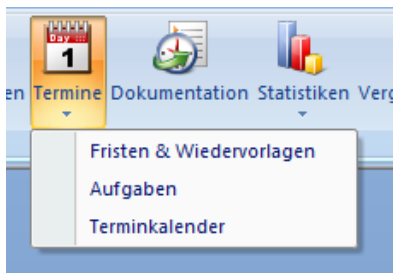 Day
1
en Termine Dokumentation Statistiken Verg
Fristen & Wiedervorlagen
Aufgaben
Terminkalender